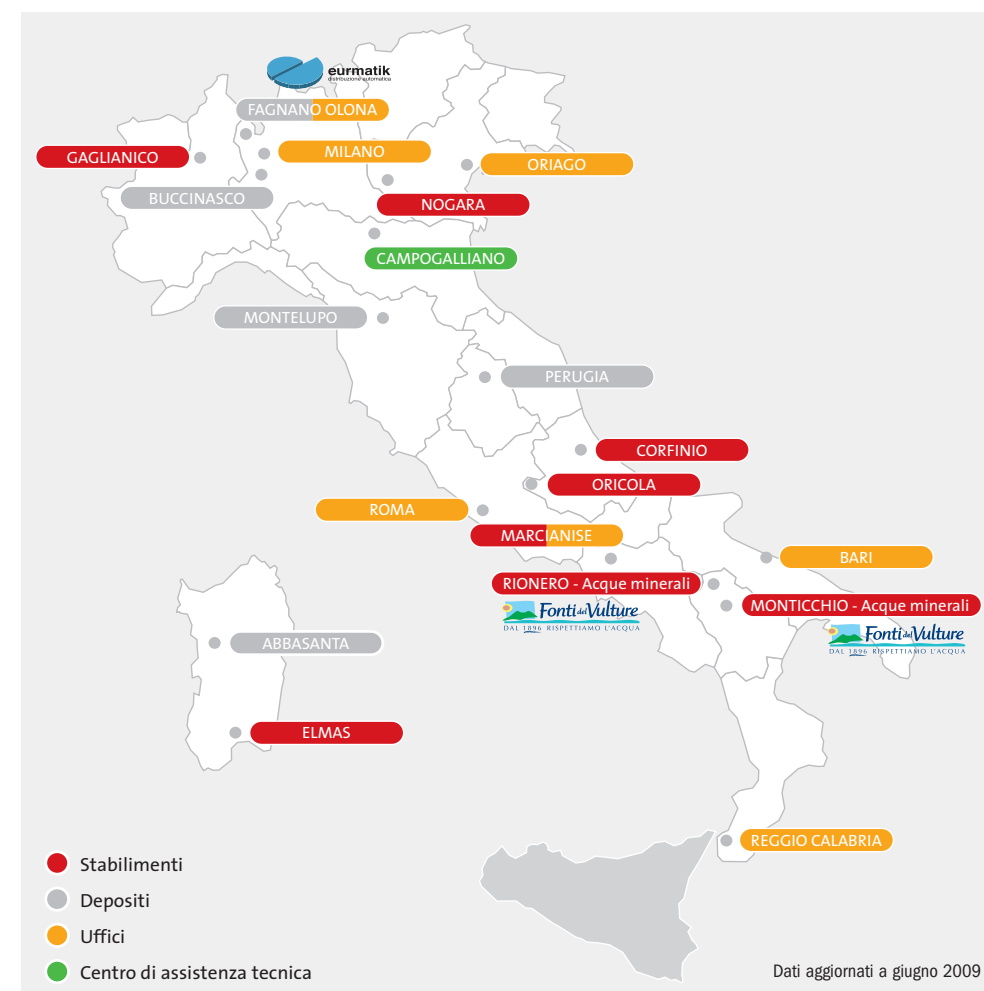 eurmatik
distribuzione automatica
FAGNANO OLONA
GAGLIANICO
MILANO
ORIAGO
BUCCINASCO
NOGARA
CAMPOGALLIANO
MONTELUPO
PERUGIA
CORFINIO
ORICOLA
ROMA
MARCIANISE
BARI
RIONERO - Acque minerali
Fonti del Vulture
DAL 1896 RISPETTIAMO L'ACQUA
MONTICCHIO - Acque minerali
Fonti del Vulture
DAL 1896 RISPETTIAMO L'ACQUA
ABBASANTA
ELMAS
REGGIO CALABRIA
Stabilimenti
Depositi
Uffici
Centro di assistenza tecnica
Dati aggiornati a giugno 2009